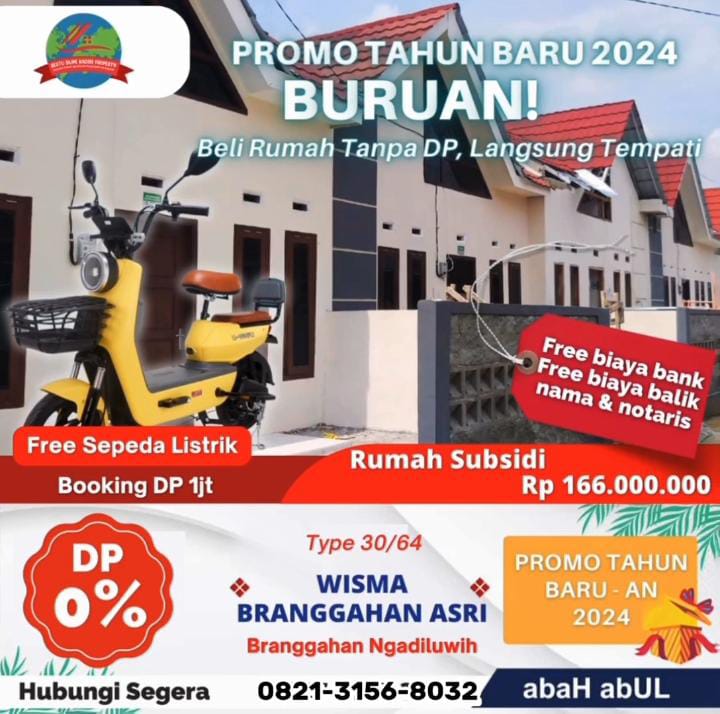 PROMO TAHUN BARU 2024
BURUAN!
Beli Rumah Tanpa DP, Langsung Tempati
Free biaya bank
Free biaya balik
nama & notaris
Free Sepeda Listrik
Booking DP 1jt
Rumah Subsidi
Rp 166.000.000
DP
0%
Type 30/64
WISMA
BRANGGAHAN ASRI
Branggahan Ngadiluwih
PROMO TAHUN
BARU - AN
2024
Hubungi Segera
0821-3156-8032
abaH abUL